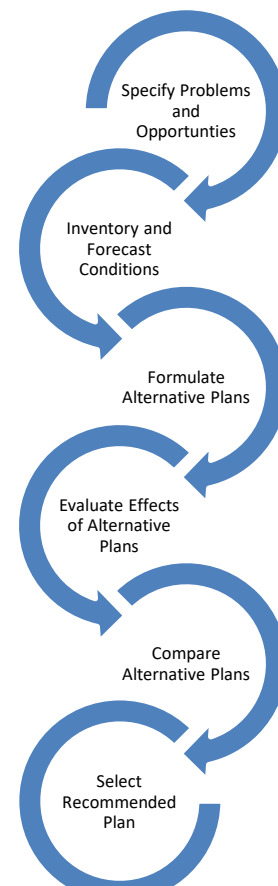 Specify Problems
and
Opportunties
Inventory and
Forecast
Conditions
Formulate
Alternative Plans
Evaluate Effects
of Alternative
Plans
Compare
Alternative Plans
Select
Recommended
Plan